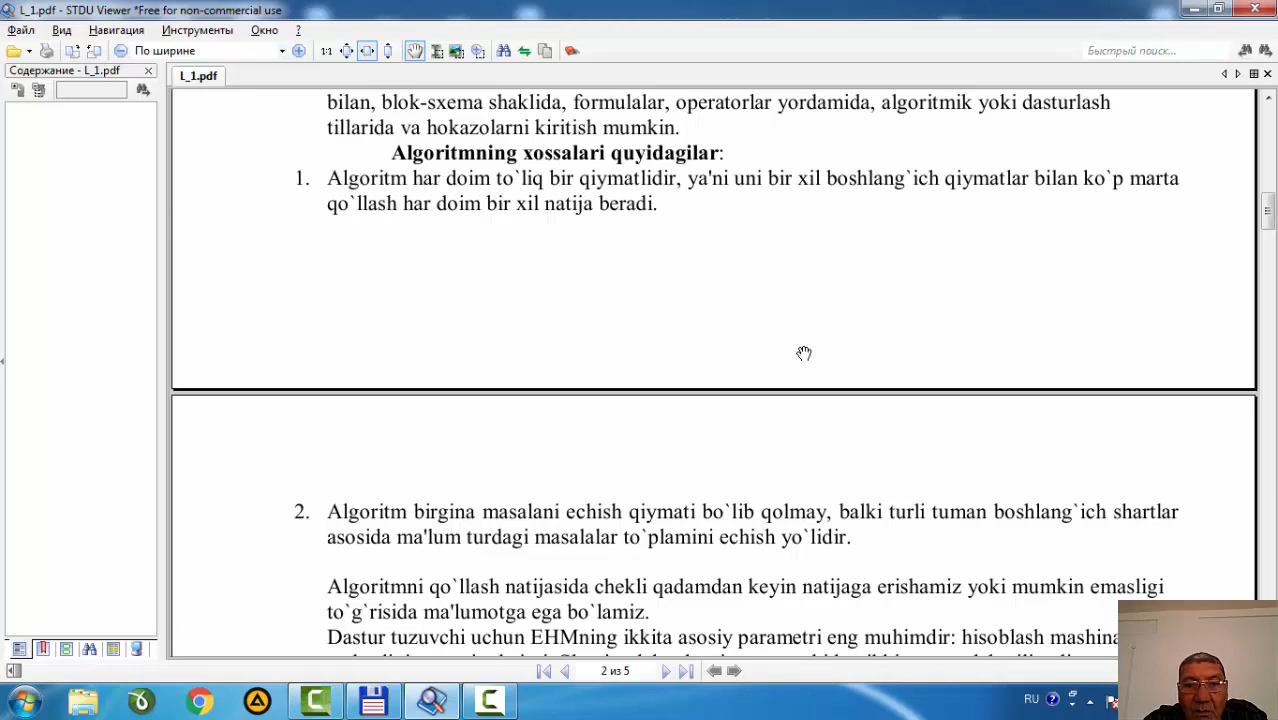 L_1.pdf - STDU Viewer *Free for non-commercial use
Файл Вид Навигация Инструменты Окно ?
По ширине
1:1
Быстрый поиск...
Содержание - L_1.pdf
L_1.pdf
bilan, blok-sxema shaklida, formulalar, operatorlar yordamida, algoritmik yoki dasturlash
tillarida va hokazolarni kiritish mumkin.
Algoritmning xossalari quyidagilar:
1. Algoritm har doim to`liq bir qiymatlidir, ya'ni uni bir xil boshlang`ich qiymatlar bilan ko`p marta
qo`llash har doim bir xil natija beradi.
2. Algoritm birgina masalani echish qiymati bo`lib qolmay, balki turli tuman boshlang`ich shartlar
asosida ma'lum turdagi masalalar to`plamini echish yo`lidir.
Algoritmni qo`llash natijasida chekli qadamdan keyin natijaga erishamiz yoki mumkin emasligi
to`g`risida ma'lumotga ega bo`lamiz.
Dastur tuzuvchi uchun EHMning ikkita asosiy parametri eng muhimdir: hisoblash mashina
2 из 5
RU